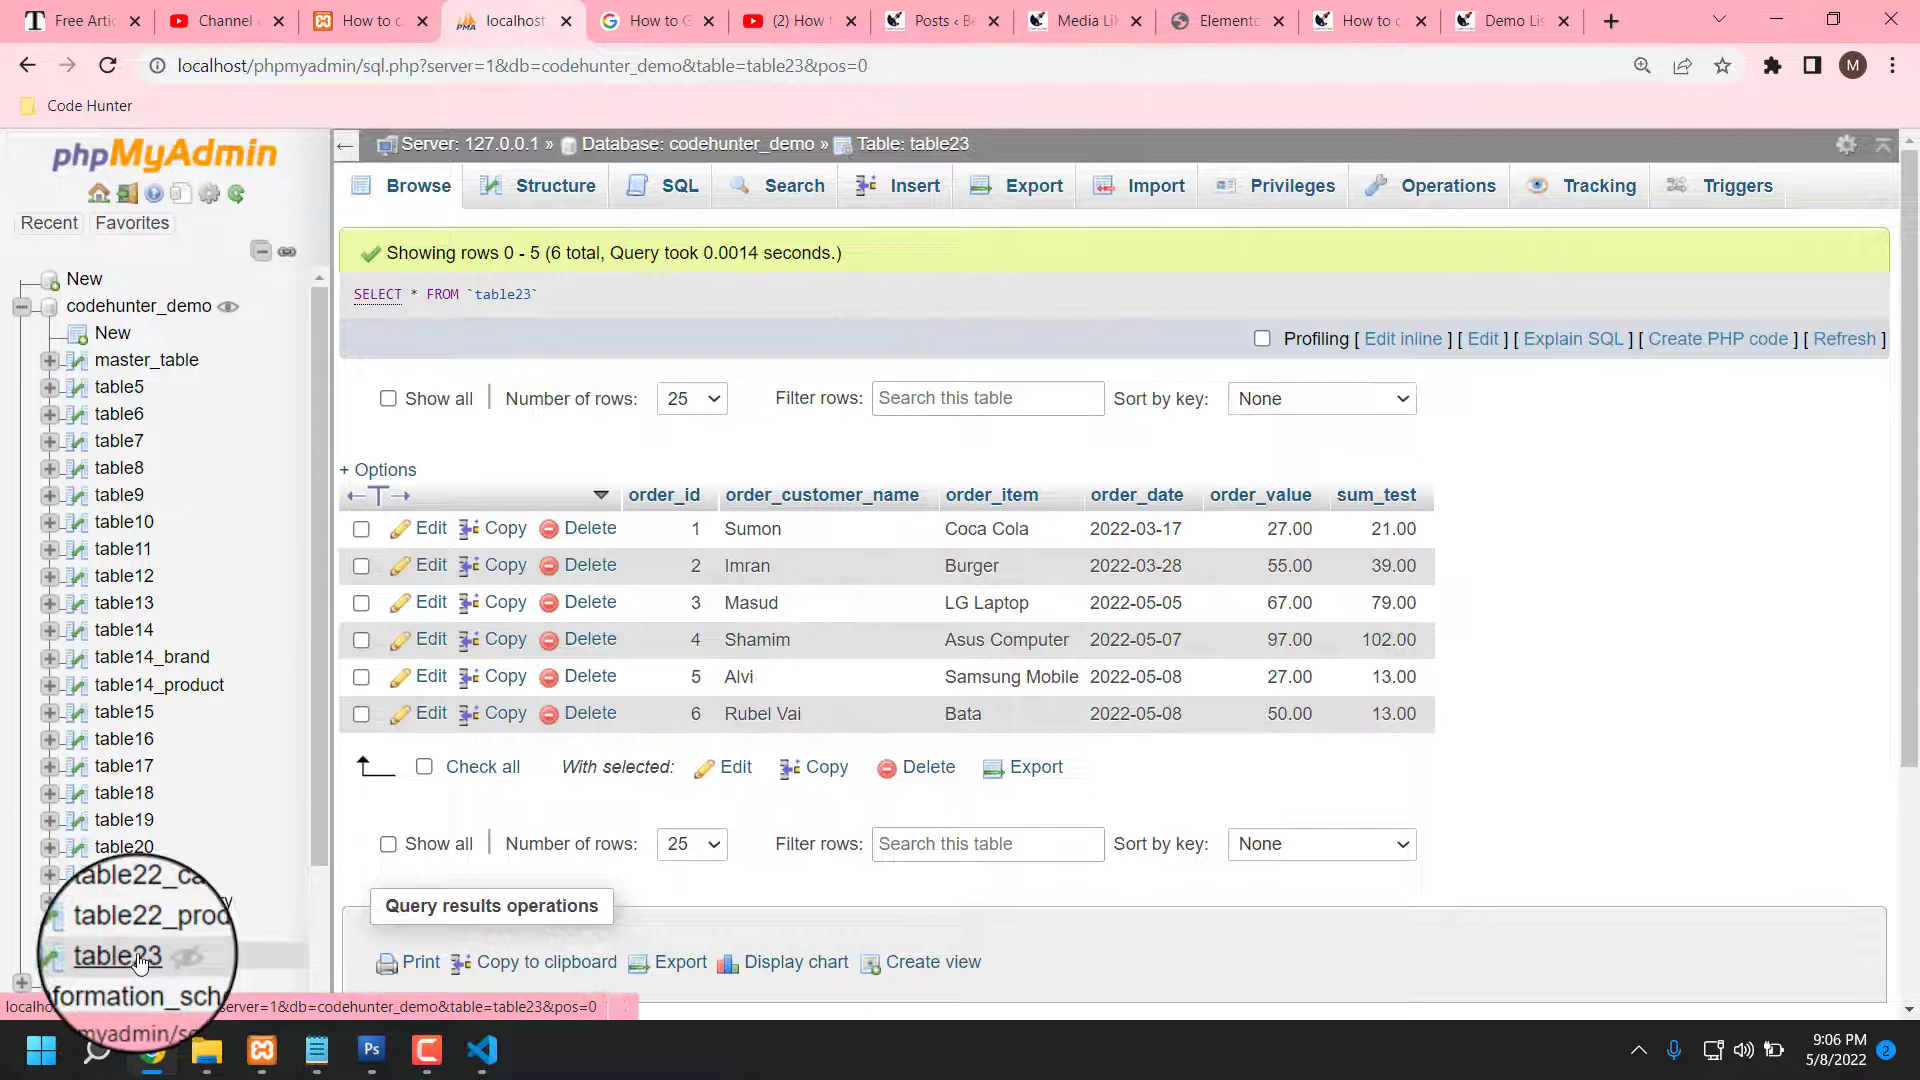 Free Artic
Channel c
How to c
localhost
How to G
(2) How t
Posts ‹ Be
Media Lib
Elemento
How to c
Demo Lis
localhost/phpmyadmin/sql.php?server=1&db=codehunter_demo&table=table23&pos=0
M
Code Hunter
phpMyAdmin
Recent Favorites
New
codehunter_demo
New
master_table
table5
table6
table7
table8
table9
table10
table11
table12
table13
table14
table14_brand
table14_product
table15
table16
table17
table18
table19
table20
table22_ca
table22_prod
table23
formation_sch
Server: 127.0.0.1 » Database: codehunter_demo » Table: table23
Browse Structure SQL Search Insert Export Import Privileges Operations Tracking Triggers
Showing rows 0 - 5 (6 total, Query took 0.0014 seconds.)
SELECT * FROM `table23`
Profiling [ Edit inline ] [ Edit ] [ Explain SQL ] [ Create PHP code ] [ Refresh ]
Show all Number of rows: 25 Filter rows: Search this table Sort by key: None
+ Options
order_id order_customer_name order_item order_date order_value sum_test
Edit Copy Delete 1 Sumon Coca Cola 2022-03-17 27.00 21.00
Edit Copy Delete 2 Imran Burger 2022-03-28 55.00 39.00
Edit Copy Delete 3 Masud LG Laptop 2022-05-05 67.00 79.00
Edit Copy Delete 4 Shamim Asus Computer 2022-05-07 97.00 102.00
Edit Copy Delete 5 Alvi Samsung Mobile 2022-05-08 27.00 13.00
Edit Copy Delete 6 Rubel Vai Bata 2022-05-08 50.00 13.00
Check all With selected: Edit Copy Delete Export
Show all Number of rows: 25 Filter rows: Search this table Sort by key: None
Query results operations
Print Copy to clipboard Export Display chart Create view
localho server=1&db=codehunter_demo&table=table23&pos=0
myadmin/s
Ps
9:06 PM
5/8/2022
2